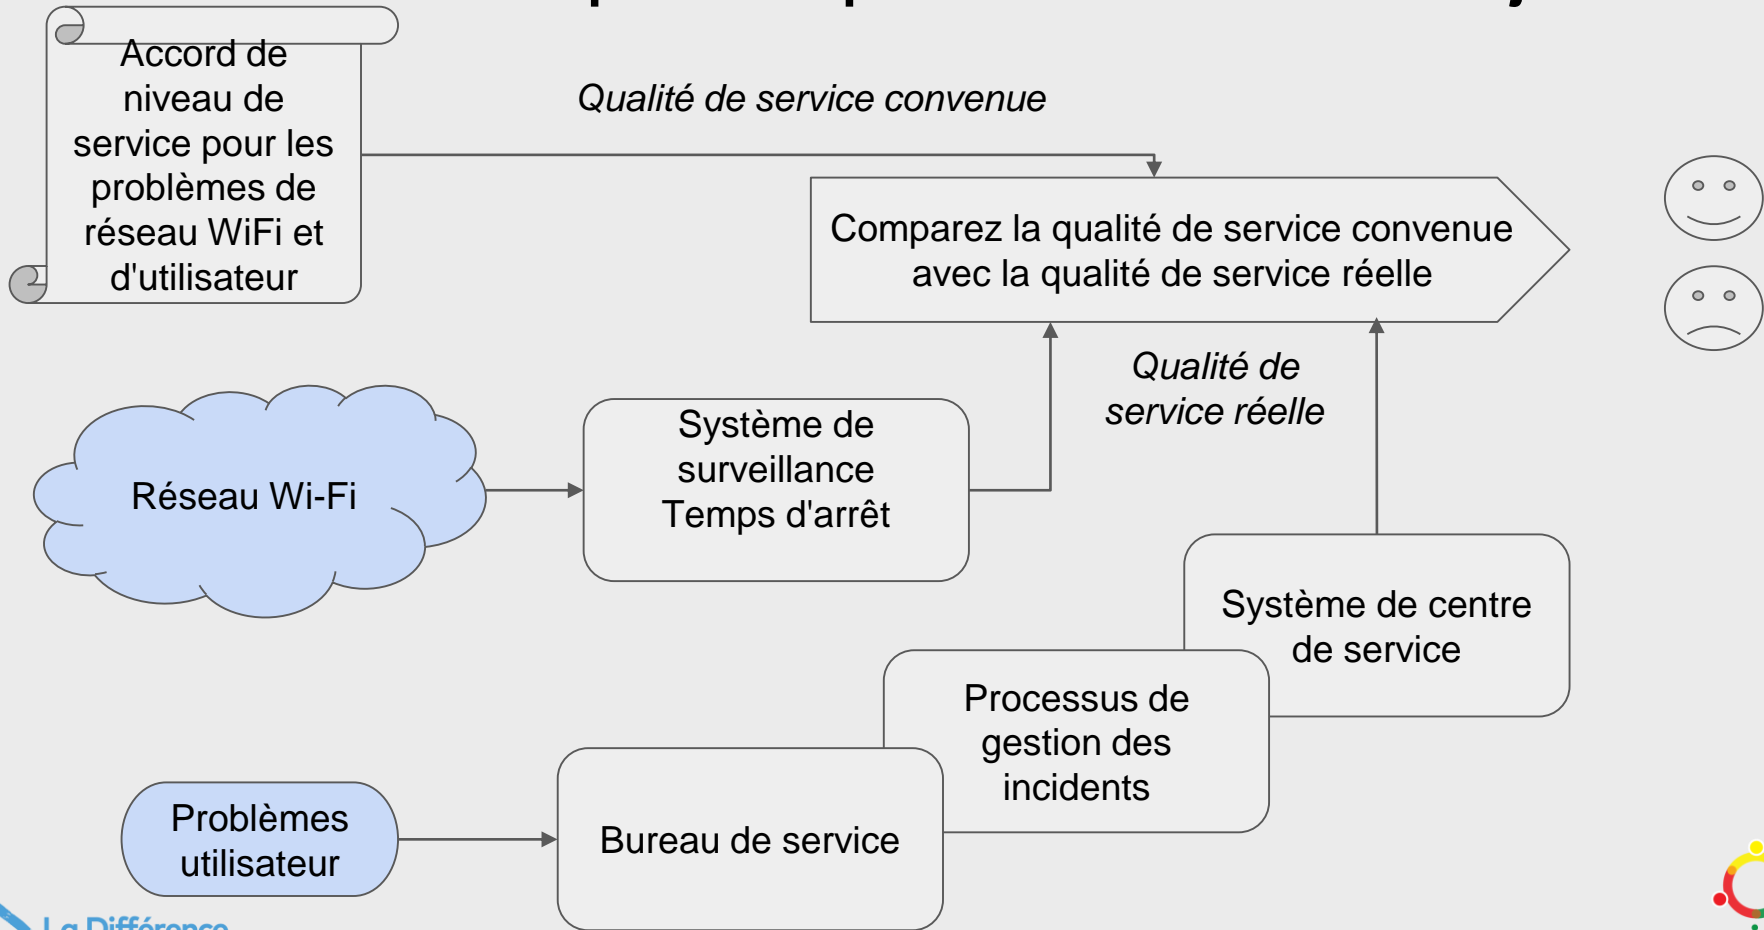 Accord de
niveau de
service pour les
problèmes de
réseau WiFi et
d'utilisateur
Qualité de service convenue
Comparez la qualité de service convenue
avec la qualité de service réelle
Qualité de
service réelle
Réseau Wi-Fi
Système de
surveillance
Temps d'arrêt
Système de centre
de service
Processus de
gestion des
incidents
Problèmes
utilisateur
Bureau de service
La Différence